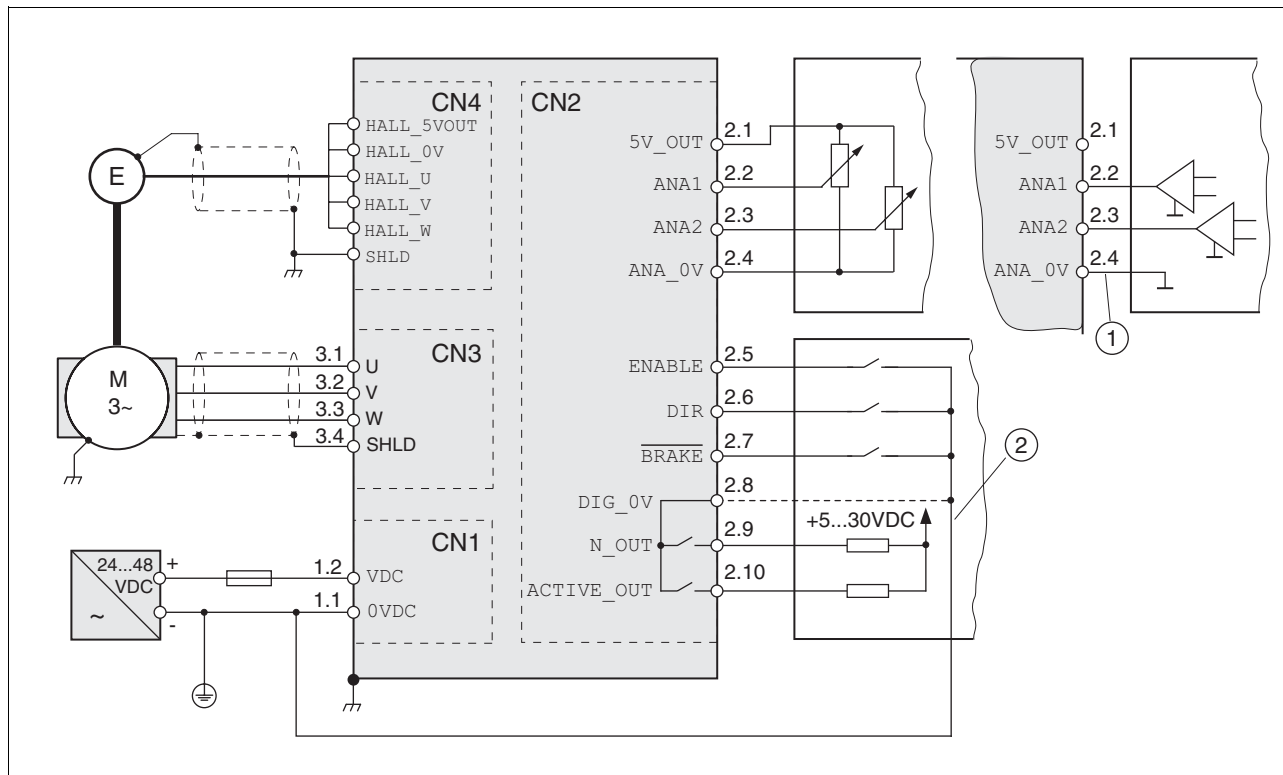 CN4
HALL_5VOUT
HALL_0V
HALL_U
HALL_V
HALL_W
SHLD
E
CN2
5V_OUT 2.1
ANA1 2.2
ANA2 2.3
ANA_0V 2.4
5V_OUT 2.1
ANA1 2.2
ANA2 2.3
ANA_0V 2.4
1
M
3~
CN3
3.1 U
3.2 V
3.3 W
3.4 SHLD
ENABLE 2.5
DIR 2.6
BRAKE 2.7
DIG_0V 2.8
N_OUT 2.9
ACTIVE_OUT 2.10
+5...30VDC
2
24...48
VDC
~
+
-
CN1
1.2 VDC
1.1 0VDC